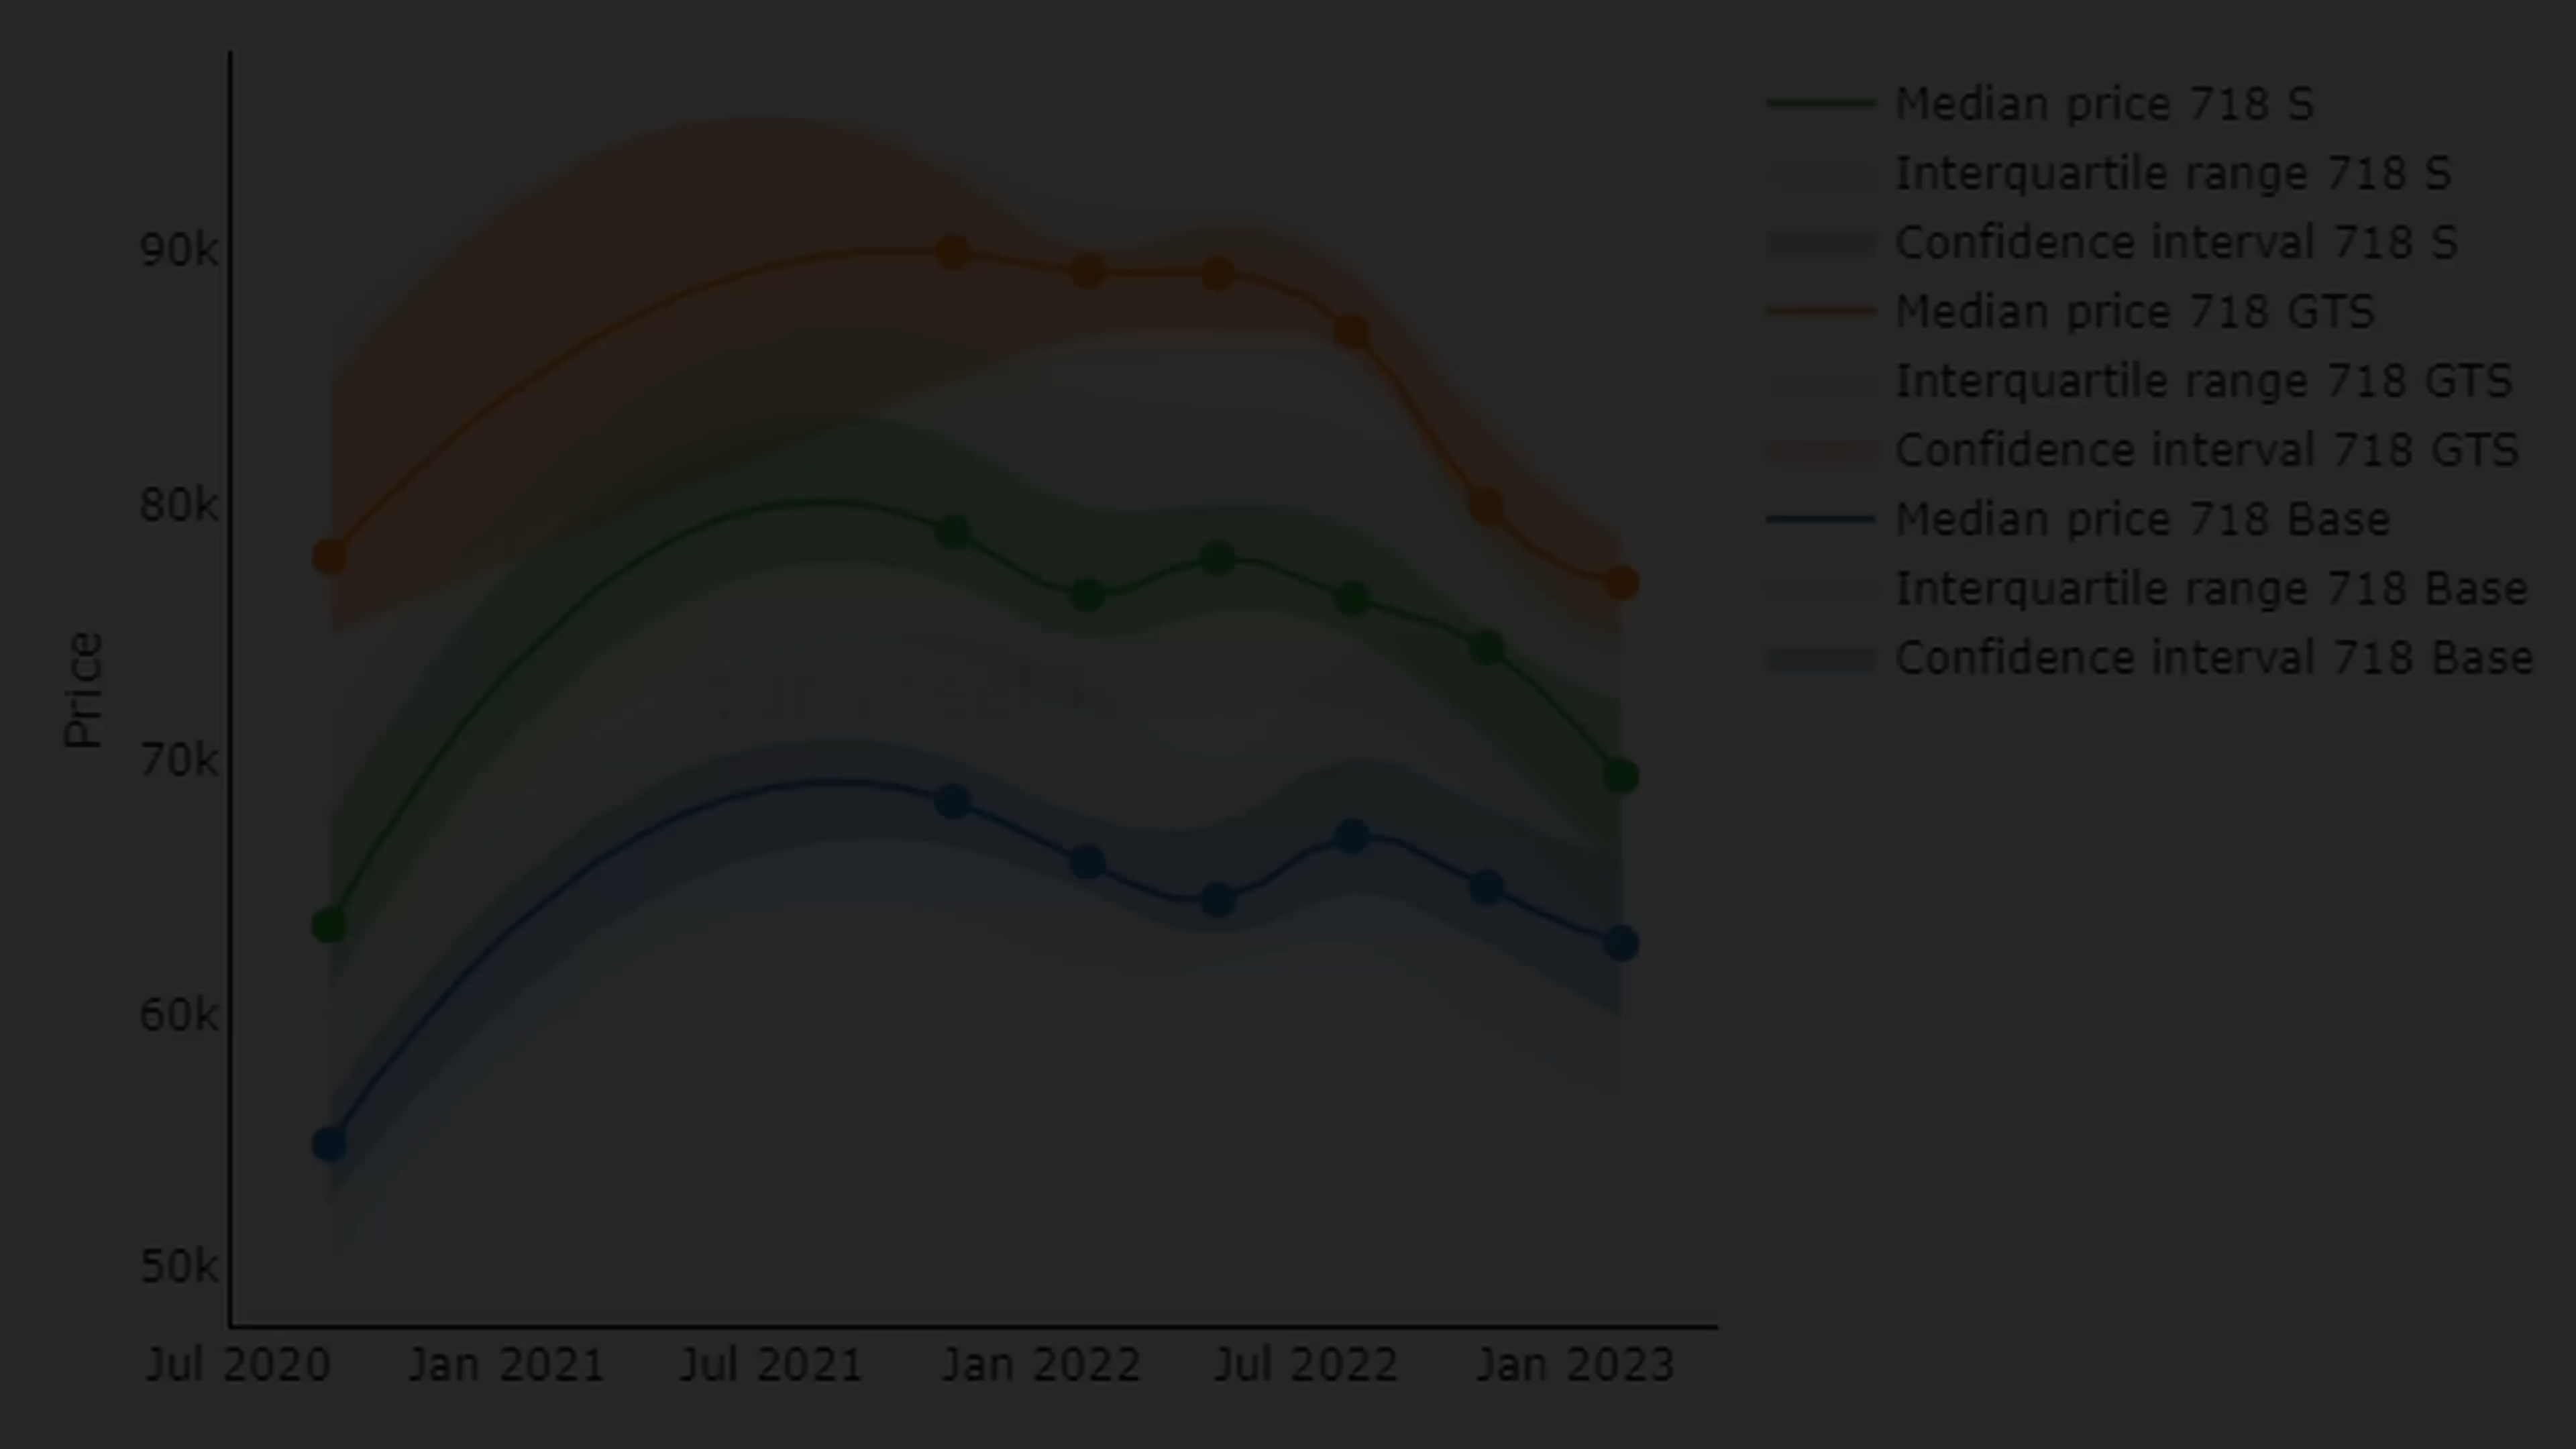 Price
90k
80k
70k
60k
50k
Jul 2020 Jan 2021 Jul 2021 Jan 2022 Jul 2022 Jan 2023
Median price 718 S
Interquartile range 718 S
Confidence interval 718 S
Median price 718 GTS
Interquartile range 718 GTS
Confidence interval 718 GTS
Median price 718 Base
Interquartile range 718 Base
Confidence interval 718 Base